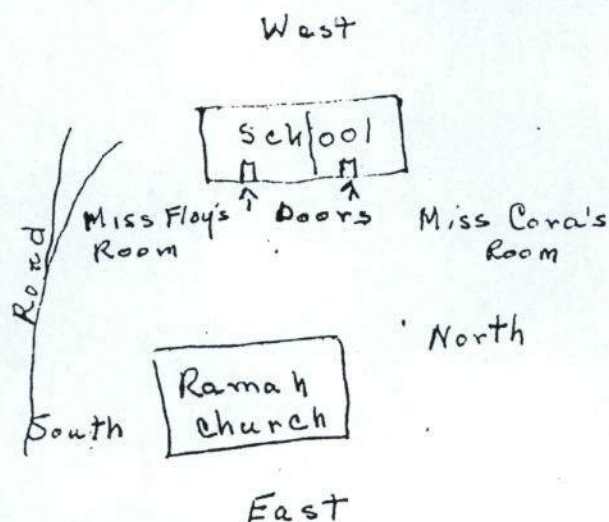 West
School
Miss Floy's Doors Miss Cora's
Room Room
Road
North
Ramah
church
South
East